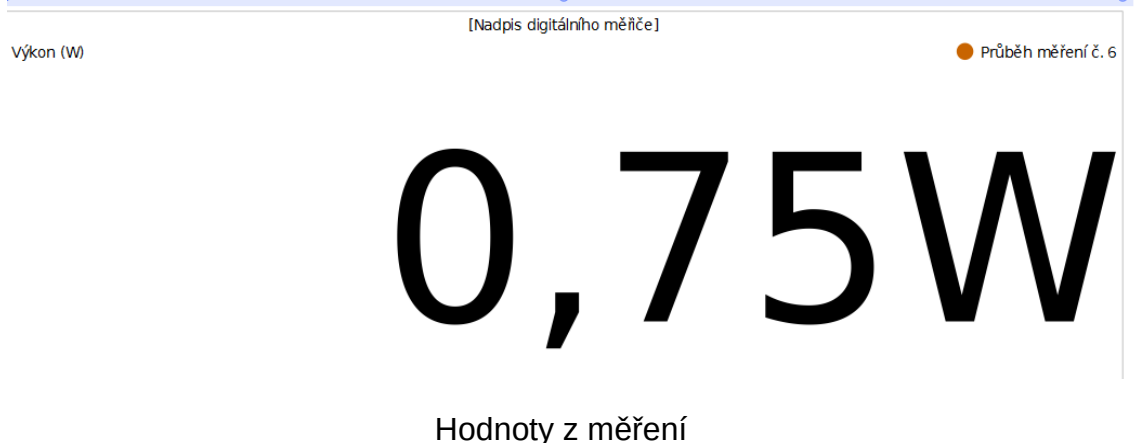 [Nadpis digitálního měřiče]
Výkon (W)
Průběh měření č. 6
0,75W
Hodnoty z měření